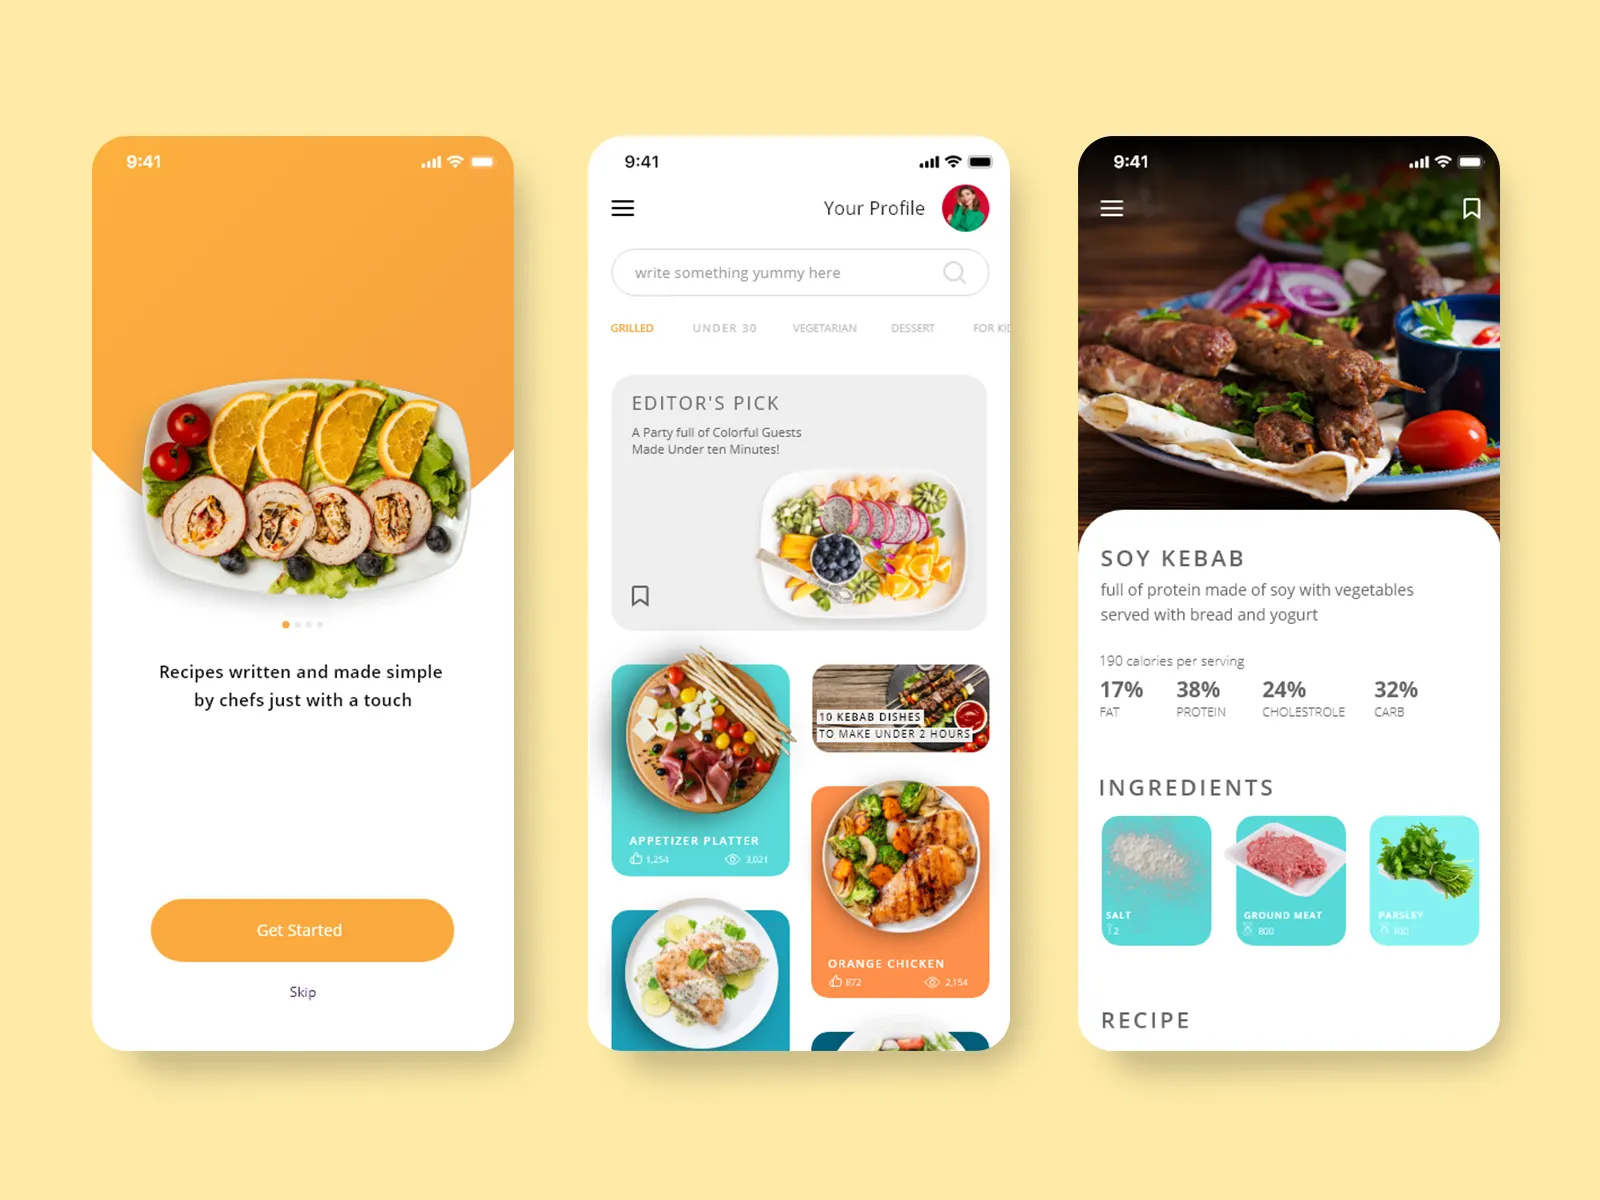 9:41
Recipes written and made simple
by chefs just with a touch
Get Started
Skip
9:41
Your Profile
write something yummy here
GRILLED UNDER 30 VEGETARIAN DESSERT FOR KID
EDITOR'S PICK
A Party full of Colorful Guests
Made Under ten Minutes!
10 KEBAB DISHES
TO MAKE UNDER 2 HOURS
APPETIZER PLATTER
1,254 3,021
ORANGE CHICKEN
872 2,154
9:41
SOY KEBAB
full of protein made of soy with vegetables
served with bread and yogurt
190 calories per serving
17% 38% 24% 32%
FAT PROTEIN CHOLESTROLE CARB
INGREDIENTS
SALT GROUND MEAT PARSLEY
2 800 100
RECIPE